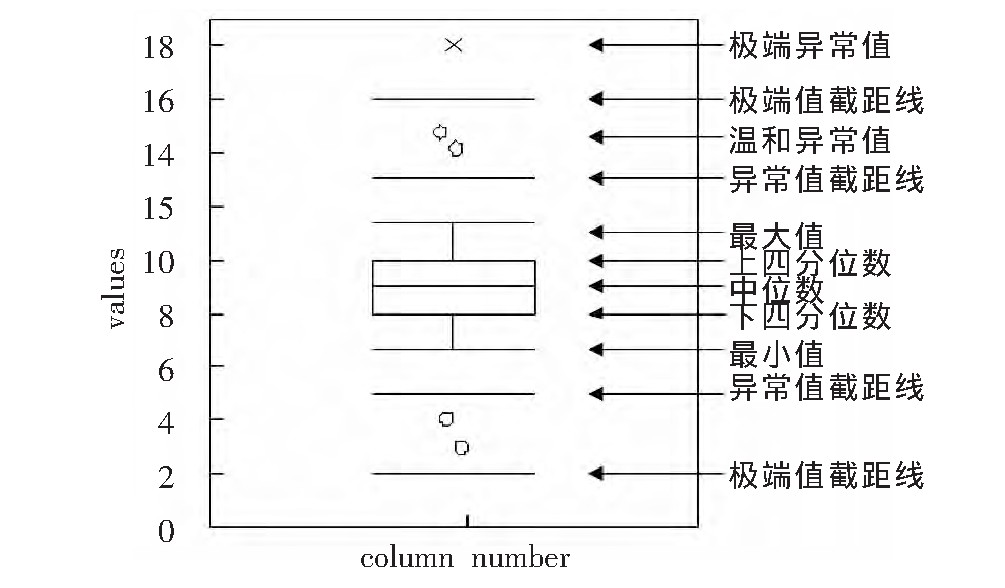 18
16
14
15
10
8
6
4
2
0
values
column number
极端异常值
极端值截距线
温和异常值
异常值截距线
最大值
上四分位数
中位数
下四分位数
最小值
异常值截距线
极端值截距线